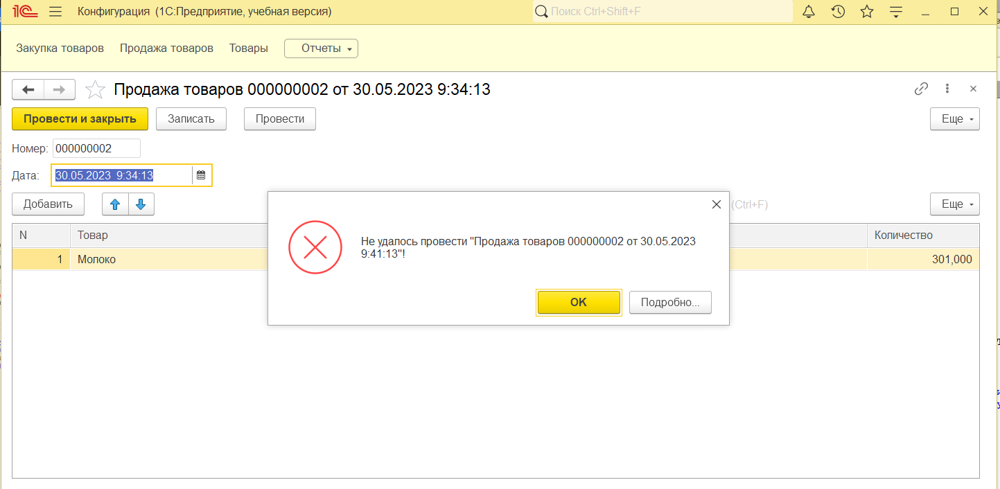 1С Конфигурация (1С:Предприятие, учебная версия) Поиск Ctrl+Shift+F
Закупка товаров Продажа товаров Товары Отчеты
Продажа товаров 000000002 от 30.05.2023 9:34:13
Провести и закрыть Записать Провести Еще
Номер: 000000002
Дата: 30.05.2023 9:34:13
Добавить (Ctrl+F) Еще
N Товар Количество
1 Молоко 301,000
Не удалось провести "Продажа товаров 000000002 от 30.05.2023
9:41:13"!
OK Подробно...